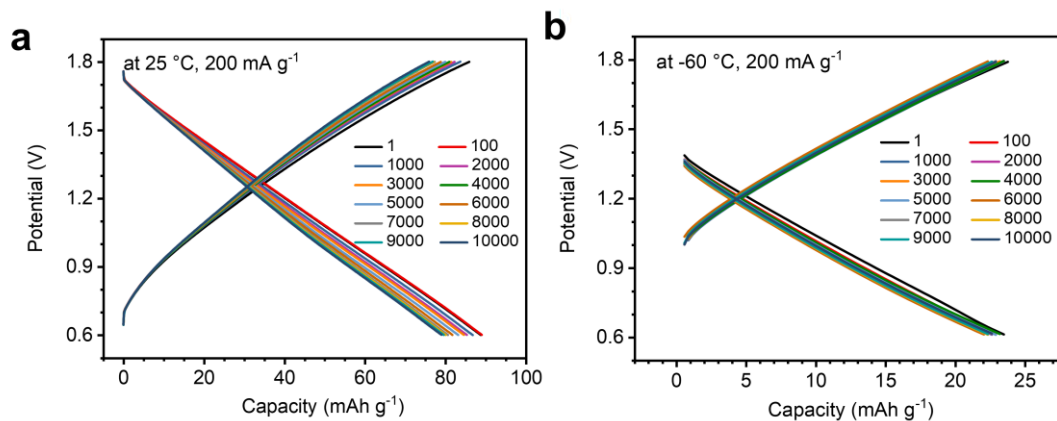 a
at 25 °C, 200 mA g⁻¹
1.8
1.5
1.2
0.9
0.6
Potential (V)
1 100
1000 2000
3000 4000
5000 6000
7000 8000
9000 10000
0 20 40 60 80 100
Capacity (mAh g⁻¹)
b
at -60 °C, 200 mA g⁻¹
1.8
1.5
1.2
0.9
0.6
Potential (V)
1 100
1000 2000
3000 4000
5000 6000
7000 8000
9000 10000
0 5 10 15 20 25
Capacity (mAh g⁻¹)